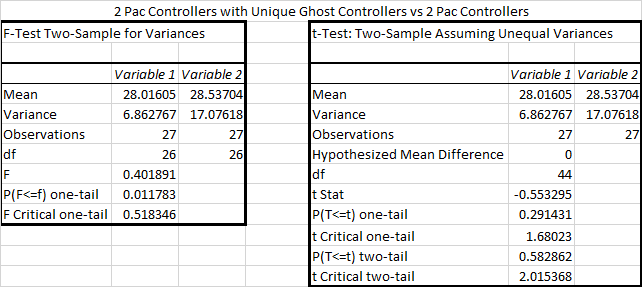 2 Pac Controllers with Unique Ghost Controllers vs 2 Pac Controllers
F-Test Two-Sample for Variances
Variable 1 Variable 2
Mean 28.01605 28.53704
Variance 6.862767 17.07618
Observations 27 27
df 26 26
F 0.401891
P(F<=f) one-tail 0.011783
F Critical one-tail 0.518346
t-Test: Two-Sample Assuming Unequal Variances
Variable 1 Variable 2
Mean 28.01605 28.53704
Variance 6.862767 17.07618
Observations 27 27
Hypothesized Mean Difference 0
df 44
t Stat -0.553295
P(T<=t) one-tail 0.291431
t Critical one-tail 1.68023
P(T<=t) two-tail 0.582862
t Critical two-tail 2.015368